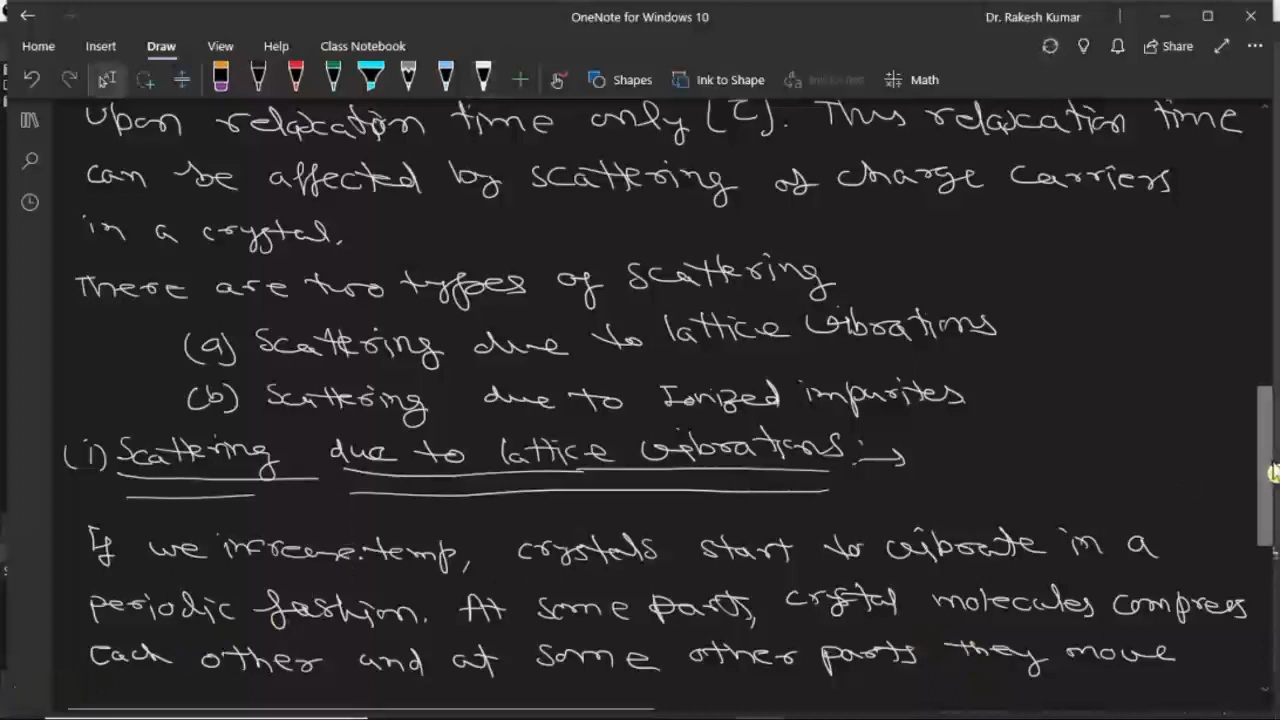 OneNote for Windows 10
Dr. Rakesh Kumar
Home Insert Draw View Help Class Notebook
Share
Shapes Ink to Shape Ink to Text Math
upon relaxation time only (τ). This relaxation time
can be affected by scattering of charge carriers
in a crystal.
There are two types of scattering
(a) Scattering due to lattice vibrations
(b) Scattering due to Ionized impurites
(i) Scattering due to lattice vibrations :→
If we increase temp, crystals start to vibrate in a
periodic fashion. At some parts, crystal molecules compress
each other and at some other parts they move